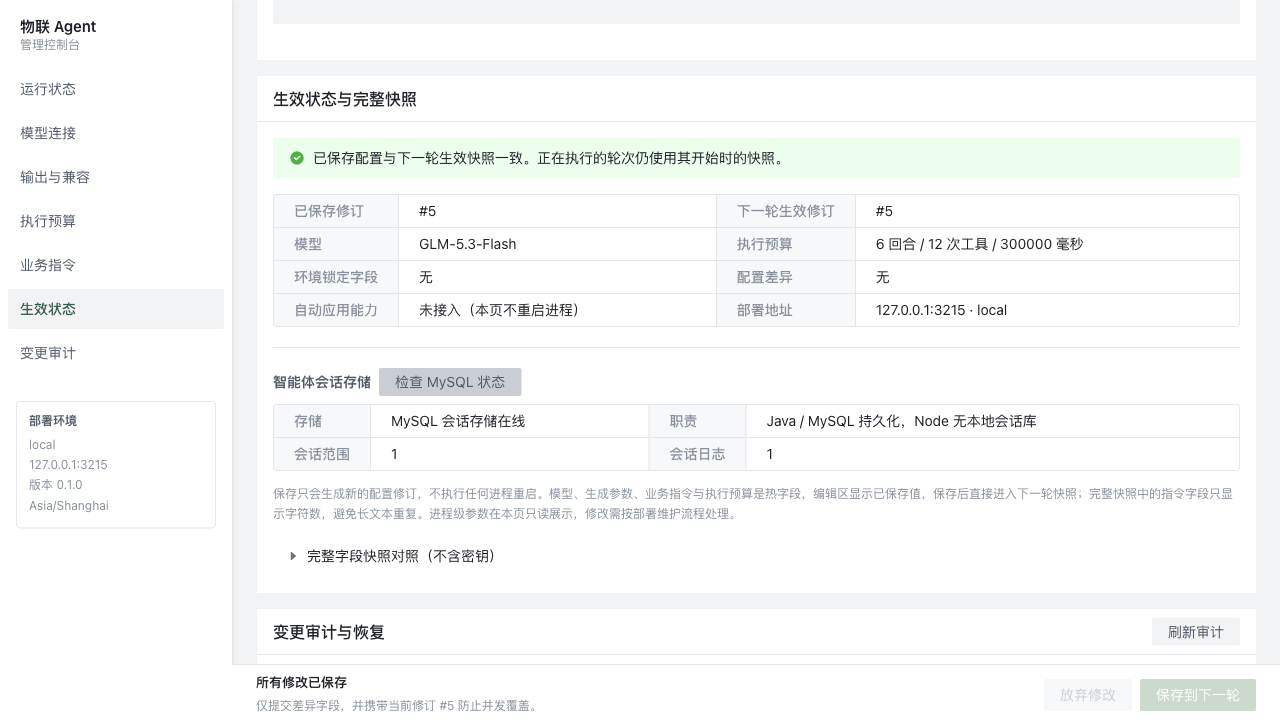 物联 Agent
管理控制台
运行状态
模型连接
输出与兼容
执行预算
业务指令
生效状态
变更审计
部署环境
local
127.0.0.1:3215
版本 0.1.0
Asia/Shanghai
生效状态与完整快照
已保存配置与下一轮生效快照一致。正在执行的轮次仍使用其开始时的快照。
已保存修订 #5 下一轮生效修订 #5
模型 GLM-5.3-Flash 执行预算 6 回合 / 12 次工具 / 300000 毫秒
环境锁定字段 无 配置差异 无
自动应用能力 未接入（本页不重启进程） 部署地址 127.0.0.1:3215 · local
智能体会话存储 检查 MySQL 状态
存储 MySQL 会话存储在线 职责 Java / MySQL 持久化，Node 无本地会话库
会话范围 1 会话日志 1
保存只会生成新的配置修订，不执行任何进程重启。模型、生成参数、业务指令与执行预算是热字段，编辑区显示已保存值，保存后直接进入下一轮快照；完整快照中的指令字段只显
示字符数，避免长文本重复。进程级参数在本页只读展示，修改需按部署维护流程处理。
完整字段快照对照（不含密钥）
变更审计与恢复 刷新审计
所有修改已保存
仅提交差异字段，并携带当前修订 #5 防止并发覆盖。
放弃修改 保存到下一轮